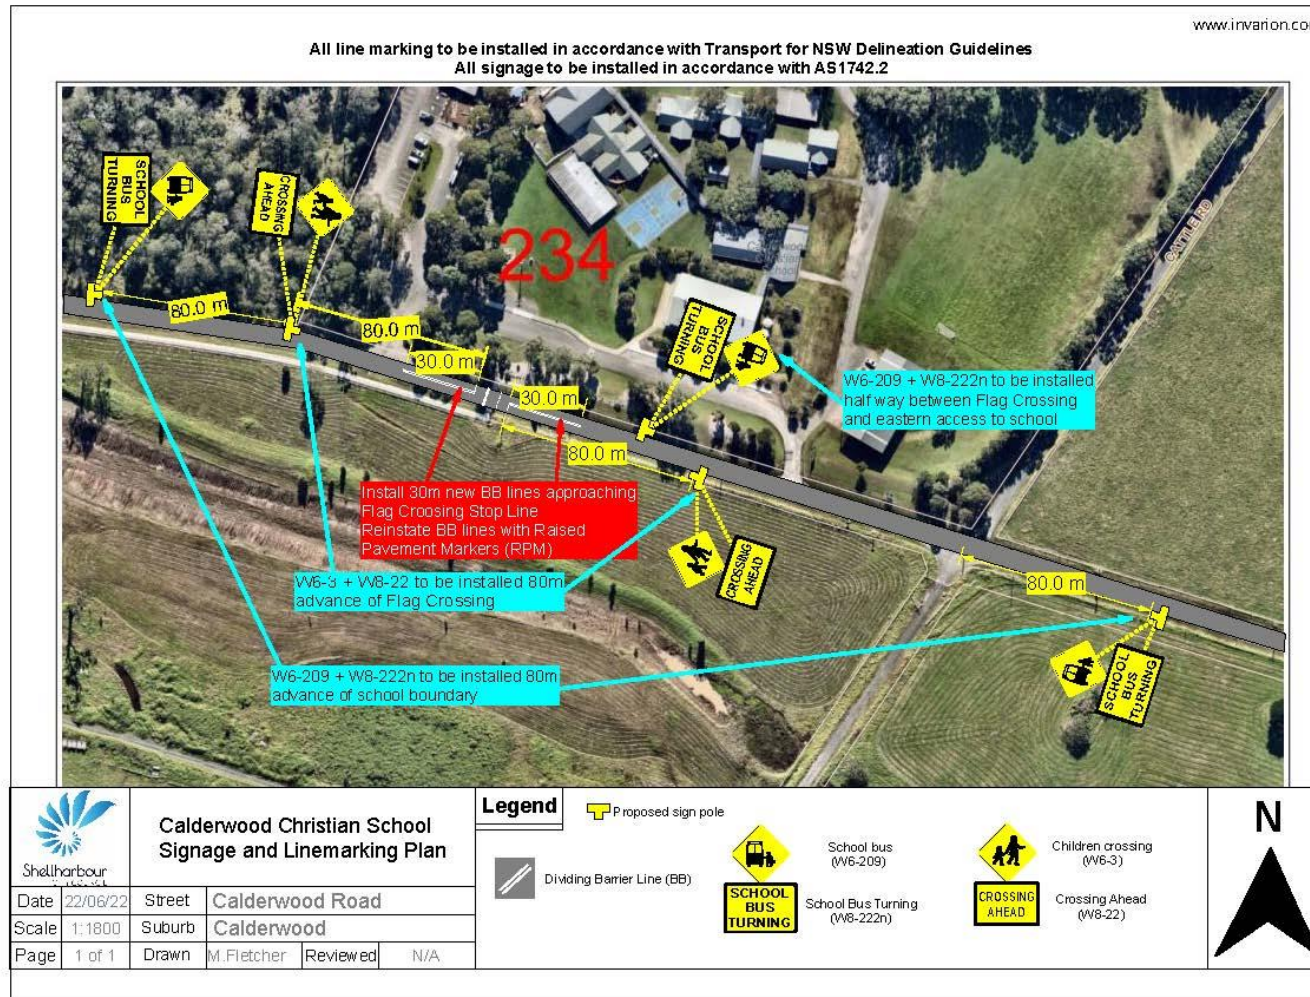 www.invarion.co
All line marking to be installed in accordance with Transport for NSW Delineation Guidelines
All signage to be installed in accordance with AS1742.2
SCHOOL
BUS
TURNING
CROSSING
AHEAD
234
CATTLE RD
Christian
School
80.0 m
80.0 m
30.0 m
30.0 m
80.0 m
SCHOOL
BUS
TURNING
W6-209 + W8-222n to be installed
half way between Flag Crossing
and eastern access to school
Install 30m new BB lines approaching
Flag Croosing Stop Line
Reinstate BB lines with Raised
Pavement Markers (RPM)
CROSSING
AHEAD
W6-3 + W8-22 to be installed 80m
advance of Flag Crossing
80.0 m
W6-209 + W8-222n to be installed 80m
advance of school boundary
SCHOOL
BUS
TURNING
Shellharbour
Calderwood Christian School
Signage and Linemarking Plan
Date 22/06/22 Street Calderwood Road
Scale 1:1800 Suburb Calderwood
Page 1 of 1 Drawn M.Fletcher Reviewed N/A
Legend
Proposed sign pole
Dividing Barrier Line (BB)
School bus
(W6-209)
SCHOOL
BUS
TURNING
School Bus Turning
(W8-222n)
Children crossing
(W6-3)
CROSSING
AHEAD
Crossing Ahead
(W8-22)
N